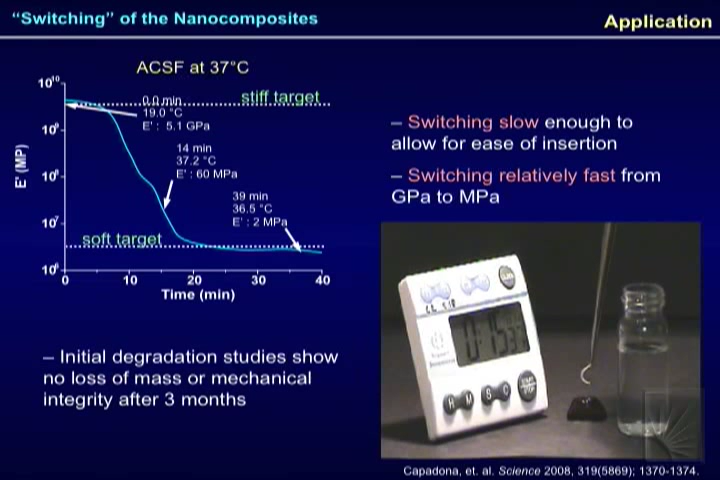 “Switching” of the Nanocomposites
Application
ACSF at 37°C
10¹⁰
10⁹
10⁸
10⁷
10⁶
E' (MP)
stiff target
0.0 min
19.0 °C
E' : 5.1 GPa
14 min
37.2 °C
E' : 60 MPa
39 min
36.5 °C
E' : 2 MPa
soft target
0 10 20 30 40
Time (min)
– Switching slow enough to
allow for ease of insertion
– Switching relatively fast from
GPa to MPa
– Initial degradation studies show
no loss of mass or mechanical
integrity after 3 months
H M S C
Capadona, et. al. Science 2008, 319(5869); 1370-1374.